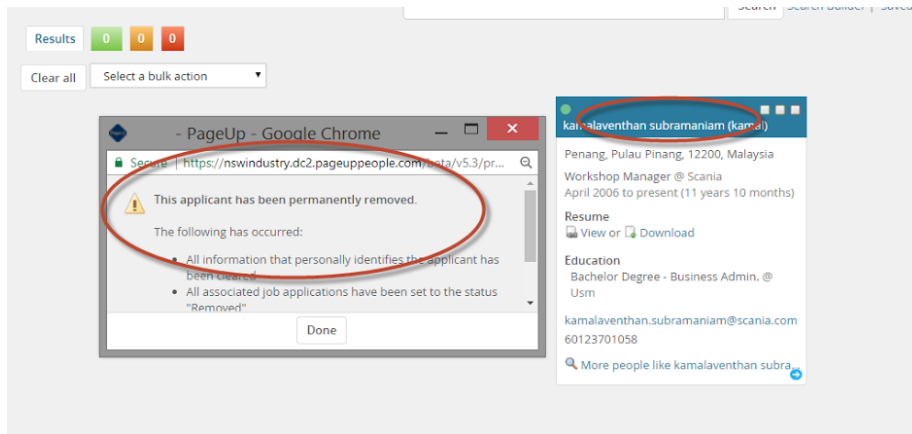 Search Search Builder | Saved
Results 0 0 0
Clear all Select a bulk action
- PageUp - Google Chrome
Secure | https://nswindustry.dc2.pageuppeople.com/beta/v5.3/pr...
This applicant has been permanently removed.
The following has occurred:
All information that personally identifies the applicant has
been cleared
All associated job applications have been set to the status
"Removed"
Done
kamalaventhan subramaniam (kamal)
Penang, Pulau Pinang, 12200, Malaysia
Workshop Manager @ Scania
April 2006 to present (11 years 10 months)
Resume
View or Download
Education
Bachelor Degree - Business Admin. @
Usm
kamalaventhan.subramaniam@scania.com
60123701058
More people like kamalaventhan subra...